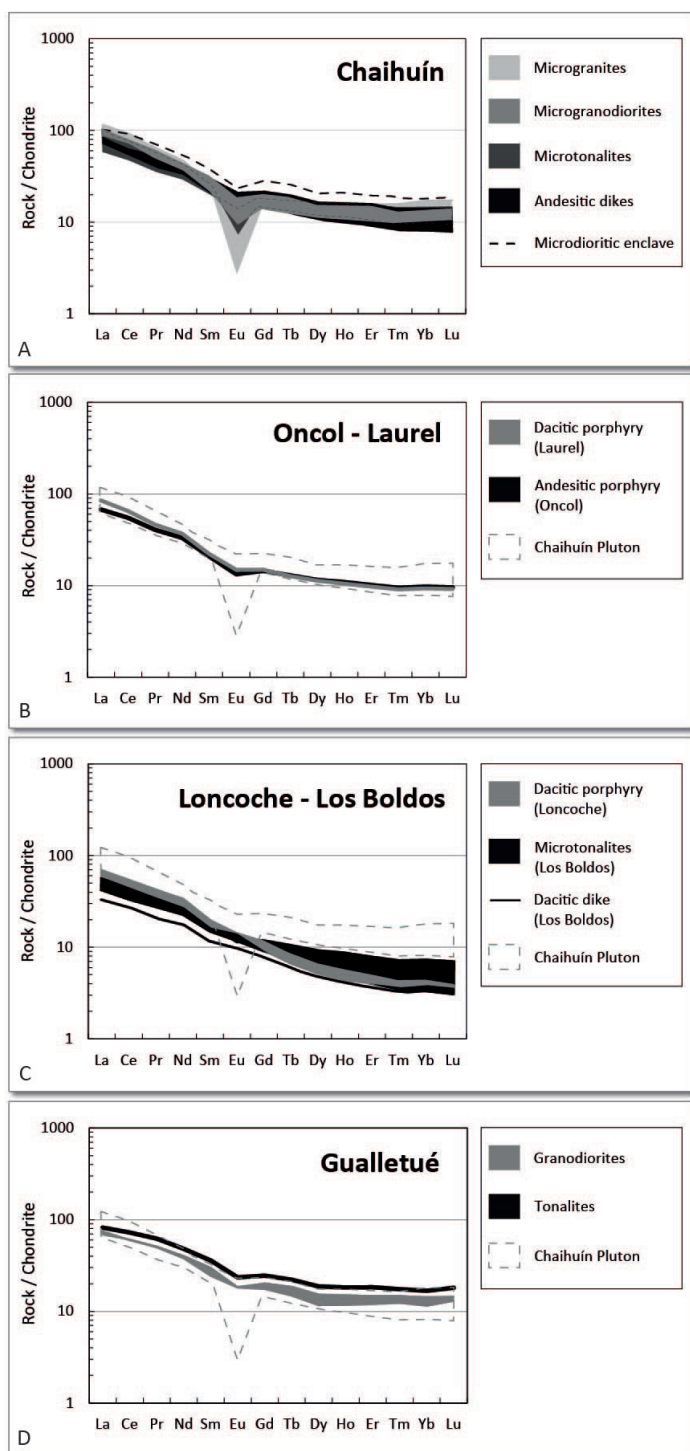 1000
Chaihuín
100
10
1
Rock / Chondrite
La Ce Pr Nd Sm Eu Gd Tb Dy Ho Er Tm Yb Lu
A
Microgranites
Microgranodiorites
Microtonalites
Andesitic dikes
Microdioritic enclave
1000
Oncol - Laurel
100
10
1
Rock / Chondrite
La Ce Pr Nd Sm Eu Gd Tb Dy Ho Er Tm Yb Lu
B
Dacitic porphyry
(Laurel)
Andesitic porphyry
(Oncol)
Chaihuín Pluton
1000
Loncoche - Los Boldos
100
10
1
Rock / Chondrite
La Ce Pr Nd Sm Eu Gd Tb Dy Ho Er Tm Yb Lu
C
Dacitic porphyry
(Loncoche)
Microtonalites
(Los Boldos)
Dacitic dike
(Los Boldos)
Chaihuín Pluton
1000
Gualletué
100
10
1
Rock / Chondrite
La Ce Pr Nd Sm Eu Gd Tb Dy Ho Er Tm Yb Lu
D
Granodiorites
Tonalites
Chaihuín Pluton